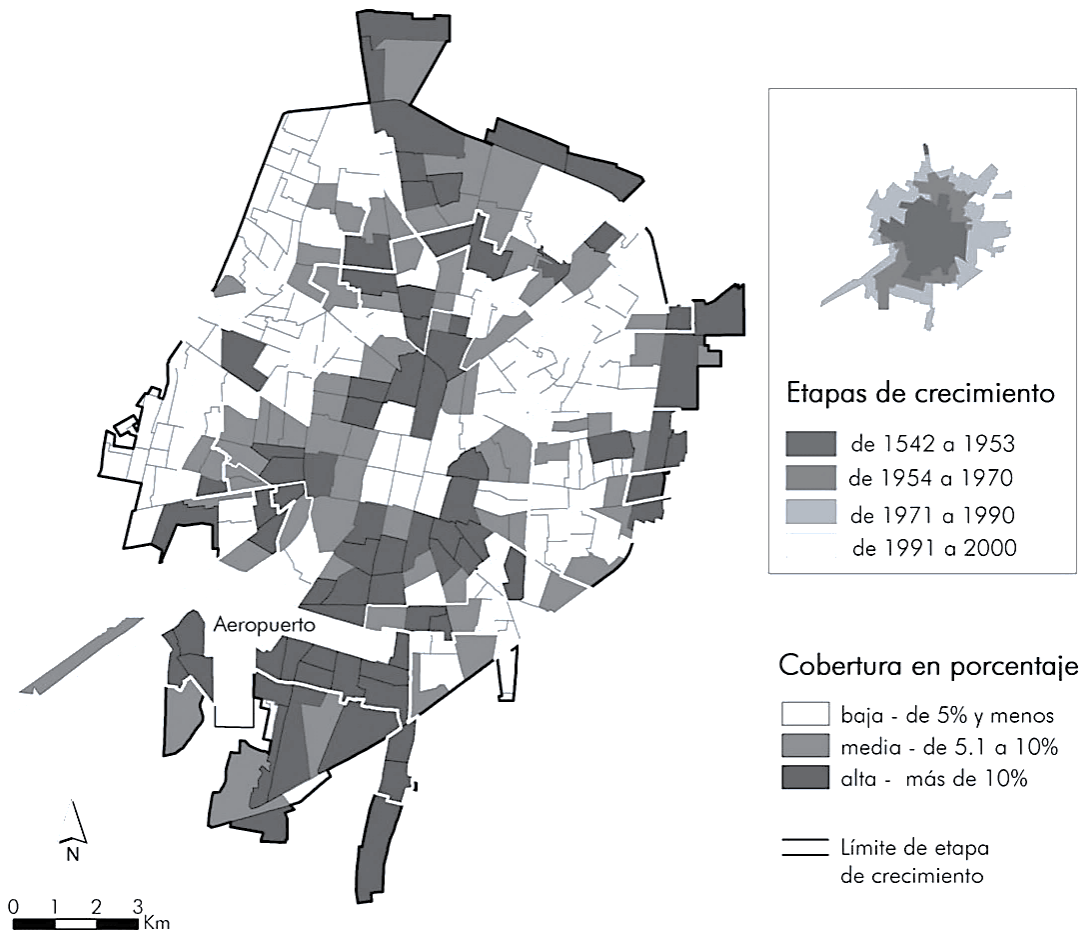 Aeropuerto
N
0 1 2 3 Km
Etapas de crecimiento
de 1542 a 1953
de 1954 a 1970
de 1971 a 1990
de 1991 a 2000
Cobertura en porcentaje
baja - de 5% y menos
media - de 5.1 a 10%
alta - más de 10%
Límite de etapa
de crecimiento